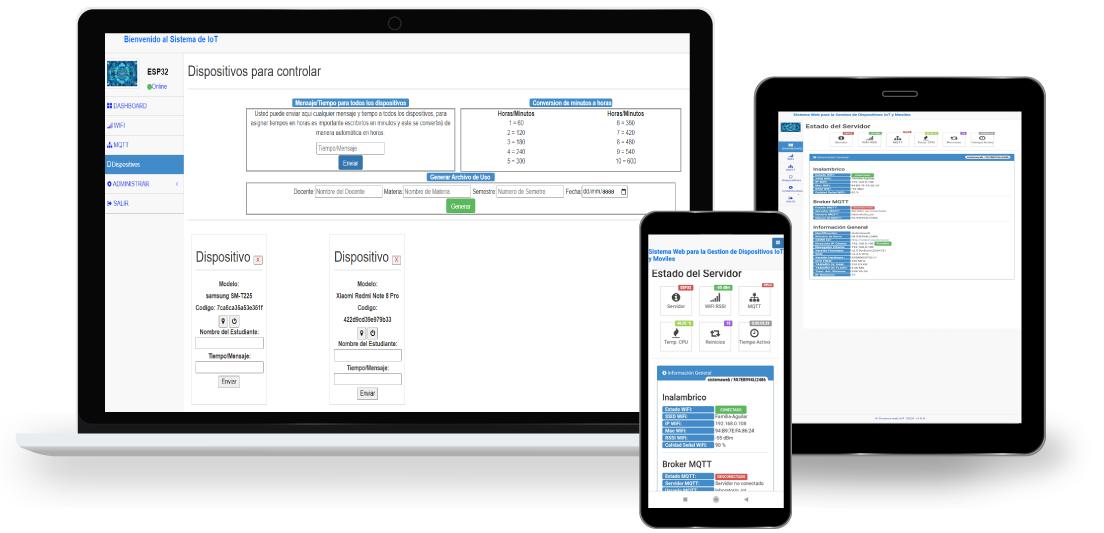 Bienvenido al Sistema de IoT
ESP32
Online
DASHBOARD
WIFI
MQTT
Dispositivos
ADMINISTRAR
SALIR
Dispositivos para controlar
Mensaje/Tiempo para todos los dispositivos
Usted puede enviar aqui cualquier mensaje y tiempo a todos los dispositivos, para
asignar tiempos en horas es importante escribirlos en minutos y este se convertirá de
manera automática en horas.
Tiempo/Mensaje
Enviar
Conversion de minutos a horas
Horas/Minutos Horas/Minutos
1 = 60 6 = 360
2 = 120 7 = 420
3 = 180 8 = 480
4 = 240 9 = 540
5 = 300 10 = 600
Generar Archivo de Uso
Docente: Nombre del Docente Materia: Nombre de Materia Semestre: Numero de Semetre Fecha: dd/mm/aaaa
Generar
Dispositivo X
Modelo:
samsung SM-T225
Codigo: 7ca6ca35a53e351f
Nombre del Estudiante:
Tiempo/Mensaje:
Enviar
Dispositivo X
Modelo:
Xiaomi Redmi Note 8 Pro
Codigo:
422d9cd39e979b33
Nombre del Estudiante:
Tiempo/Mensaje:
Enviar
Sistema Web para la Gestion de Dispositivos IoT
y Moviles
Estado del Servidor
ESP32
Servidor
-55 dBm
WiFi RSSI
MQTT
Temp. CPU
Reinicios
Tiempo Activo
Información General
Inalambrico
Estado WiFi: CONECTADO
SSID WiFi: Familia-Aguilar
IP WiFi: 192.168.0.108
Mac WiFi: 94:B9:7E:FA:86:24
RSSI WiFi: -55 dBm
Calidad Señal WiFi: 90 %
Broker MQTT
Estado MQTT: DESCONECTADO
Servidor MQTT: Servidor no conectado
Sistema Web para la Gestion de Dispositivos IoT y Moviles
Estado del Servidor
Servidor
WiFi RSSI
MQTT
Temp. CPU
Reinicios
Tiempo Activo
Información General
Inalambrico
Broker MQTT
Información General